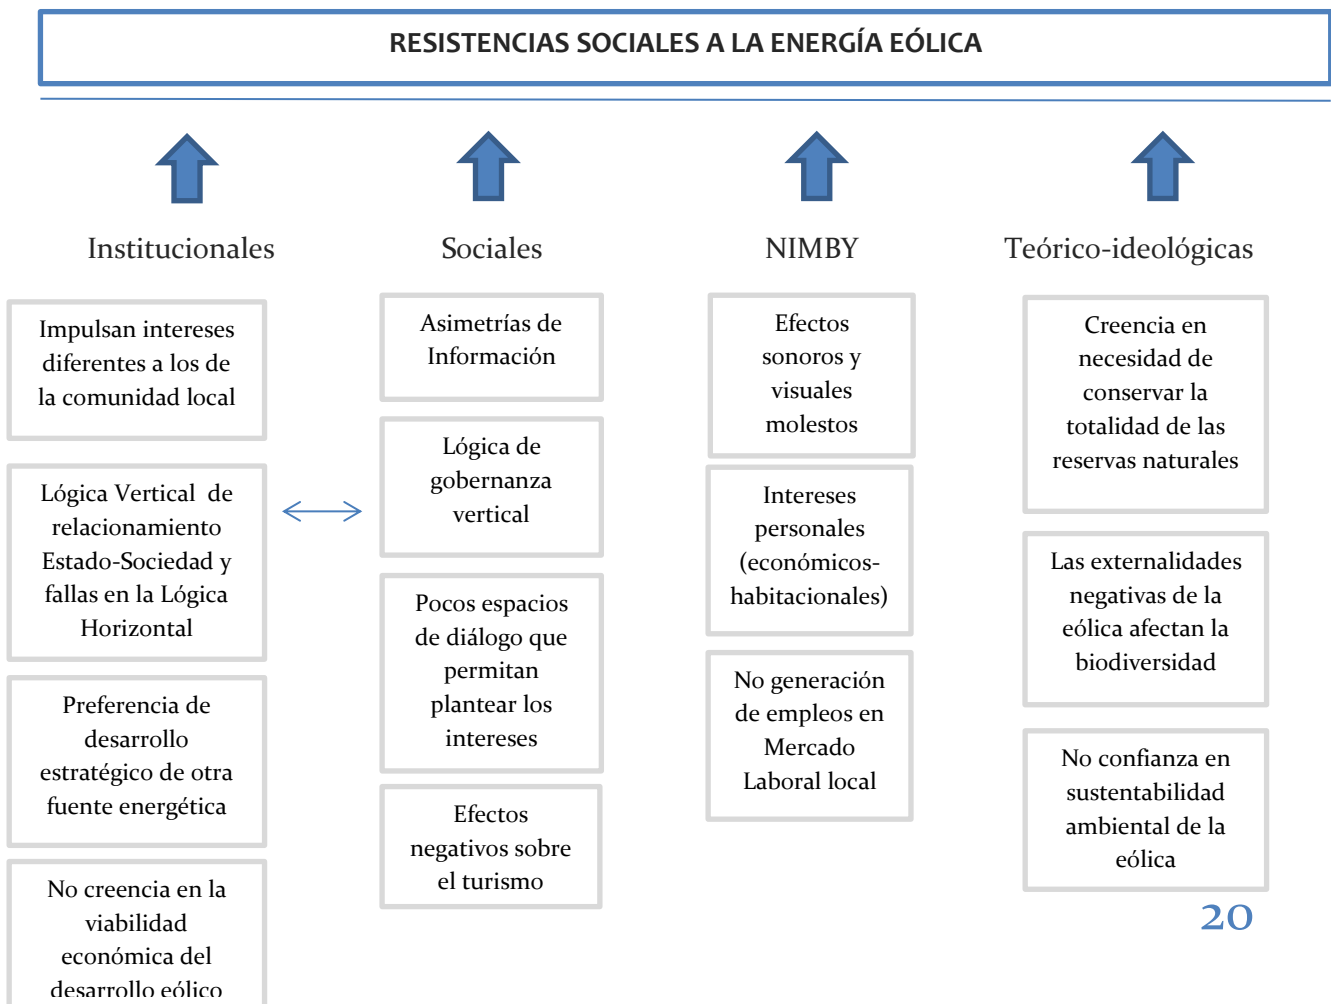 RESISTENCIAS SOCIALES A LA ENERGÍA EÓLICA
Institucionales
Impulsan intereses
diferentes a los de
la comunidad local
Lógica Vertical de
relacionamiento
Estado-Sociedad y
fallas en la Lógica
Horizontal
Preferencia de
desarrollo
estratégico de otra
fuente energética
No creencia en la
viabilidad
económica del
desarrollo eólico
Sociales
Asimetrías de
Información
Lógica de
gobernanza
vertical
Pocos espacios
de diálogo que
permitan
plantear los
intereses
Efectos
negativos sobre
el turismo
NIMBY
Efectos
sonoros y
visuales
molestos
Intereses
personales
(económicos-
habitacionales)
No generación
de empleos en
Mercado
Laboral local
Teórico-ideológicas
Creencia en
necesidad de
conservar la
totalidad de las
reservas naturales
Las externalidades
negativas de la
eólica afectan la
biodiversidad
No confianza en
sustentabilidad
ambiental de la
eólica
20